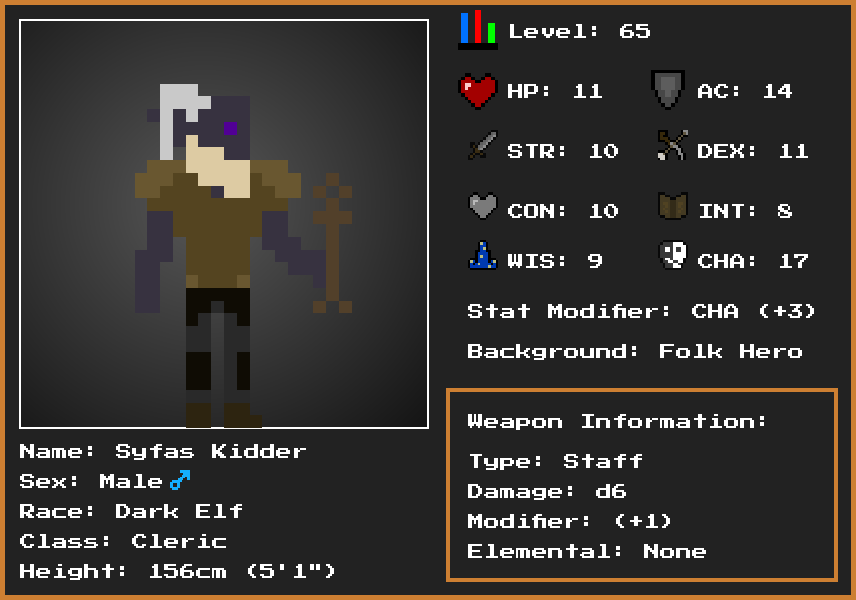 Level: 65
HP: 11 AC: 14
STR: 10 DEX: 11
CON: 10 INT: 8
WIS: 9 CHA: 17
Stat Modifier: CHA (+3)
Background: Folk Hero
Weapon Information:
Type: Staff
Damage: d6
Modifier: (+1)
Elemental: None
Name: Syfas Kidder
Sex: Male ♂
Race: Dark Elf
Class: Cleric
Height: 156cm (5'1")